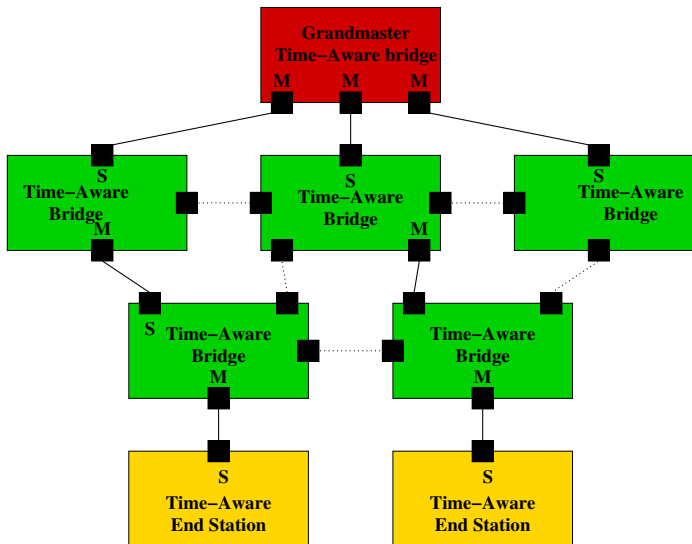 Grandmaster
Time-Aware bridge
M M M
S S S
Time-Aware Time-Aware Time-Aware
Bridge Bridge Bridge
M M
S
Time-Aware Time-Aware
Bridge Bridge
M M
S S
Time-Aware Time-Aware
End Station End Station